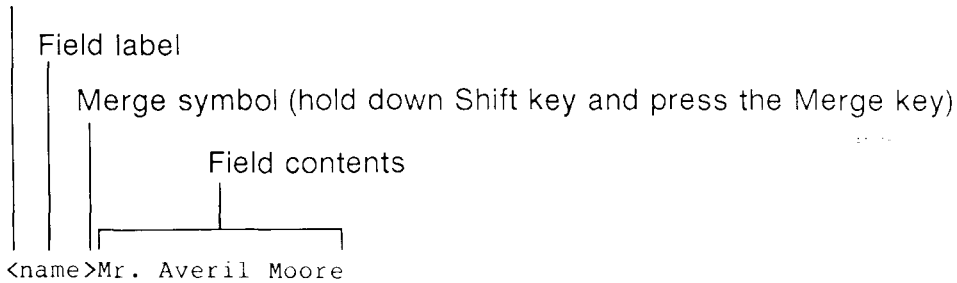 Field label
Merge symbol (hold down Shift key and press the Merge key)
Field contents
<name>Mr. Averil Moore